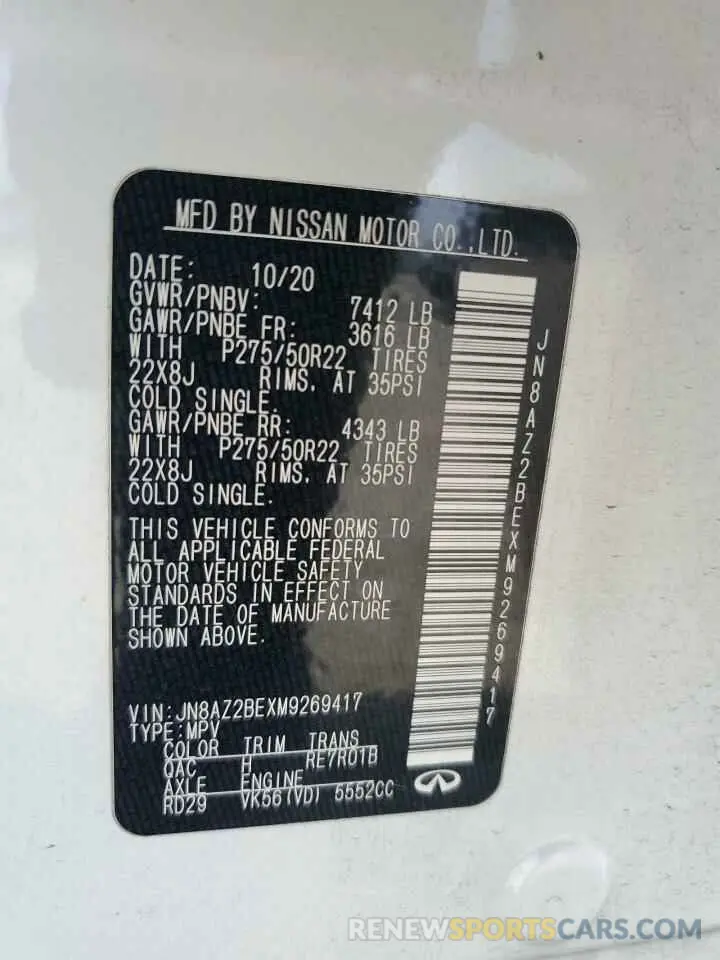 MFD BY NISSAN MOTOR CO.,LTD.
DATE: 10/20
GVWR/PNBV: 7412 LB
GAWR/PNBE FR: 3616 LB
WITH P275/50R22 TIRES
22X8J RIMS, AT 35PSI
COLD SINGLE.
GAWR/PNBE RR: 4343 LB
WITH P275/50R22 TIRES
22X8J RIMS, AT 35PSI
COLD SINGLE.
THIS VEHICLE CONFORMS TO
ALL APPLICABLE FEDERAL
MOTOR VEHICLE SAFETY
STANDARDS IN EFFECT ON
THE DATE OF MANUFACTURE
SHOWN ABOVE.
VIN:JN8AZ2BEXM9269417
TYPE:MPV
COLOR TRIM TRANS
QAC H RE7R01B
AXLE ENGINE
RD29 VK56(VD) 5552CC
JN8AZ2BEXM9269417
RENEWSPORTSCARS.COM